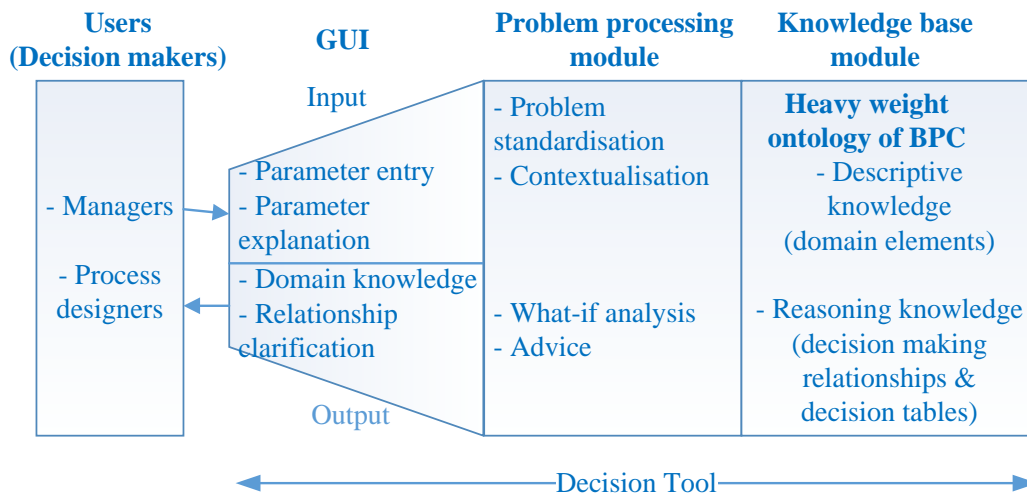 Users
(Decision makers)
- Managers
- Process
designers
GUI
Input
- Parameter entry
- Parameter
explanation
- Domain knowledge
- Relationship
clarification
Output
Problem processing
module
- Problem
standardisation
- Contextualisation
- What-if analysis
- Advice
Knowledge base
module
Heavy weight
ontology of BPC
- Descriptive
knowledge
(domain elements)
- Reasoning knowledge
(decision making
relationships &
decision tables)
Decision Tool